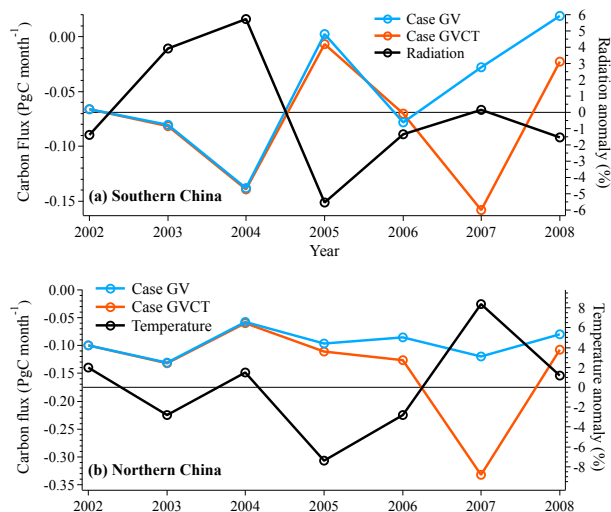 Case GV
Case GVCT
Radiation
Carbon Flux (PgC month-1)
0.00
-0.05
-0.10
-0.15
Radiation anomaly (%)
6
5
4
3
2
1
0
-1
-2
-3
-4
-5
-6
(a) Southern China
2002 2003 2004 2005 2006 2007 2008
Year
Case GV
Case GVCT
Temperature
Carbon flux (PgC month-1)
0.00
-0.05
-0.10
-0.15
-0.20
-0.25
-0.30
-0.35
Temperature anomaly (%)
8
6
4
2
0
-2
-4
-6
-8
(b) Northern China
2002 2003 2004 2005 2006 2007 2008